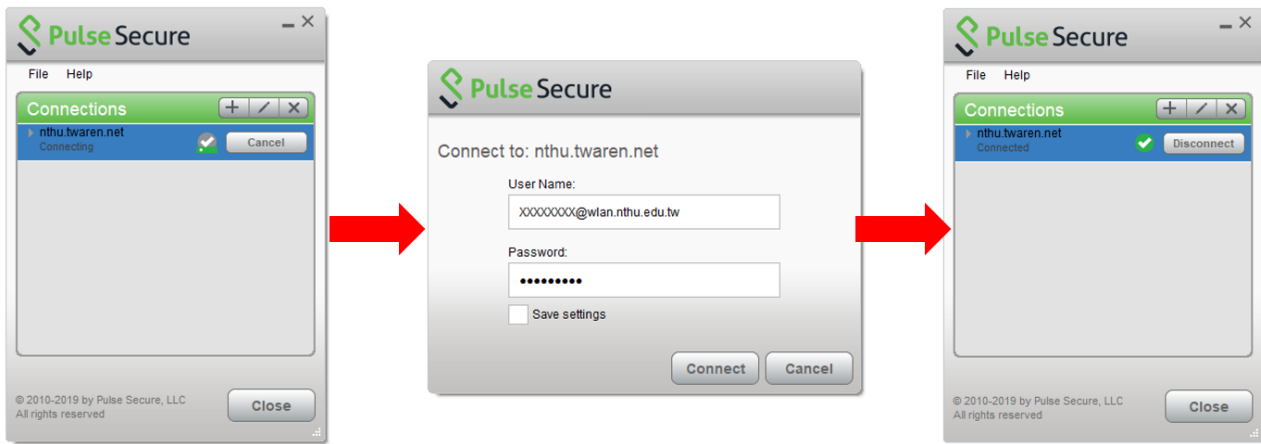 Pulse Secure
File Help
Connections
nthu.twaren.net
Connecting
Cancel
© 2010-2019 by Pulse Secure, LLC
All rights reserved
Close
Pulse Secure
Connect to: nthu.twaren.net
User Name:
XXXXXXXX@wlan.nthu.edu.tw
Password:
●●●●●●●●●
Save settings
Connect Cancel
Pulse Secure
File Help
Connections
nthu.twaren.net
Connected
Disconnect
© 2010-2019 by Pulse Secure, LLC
All rights reserved
Close